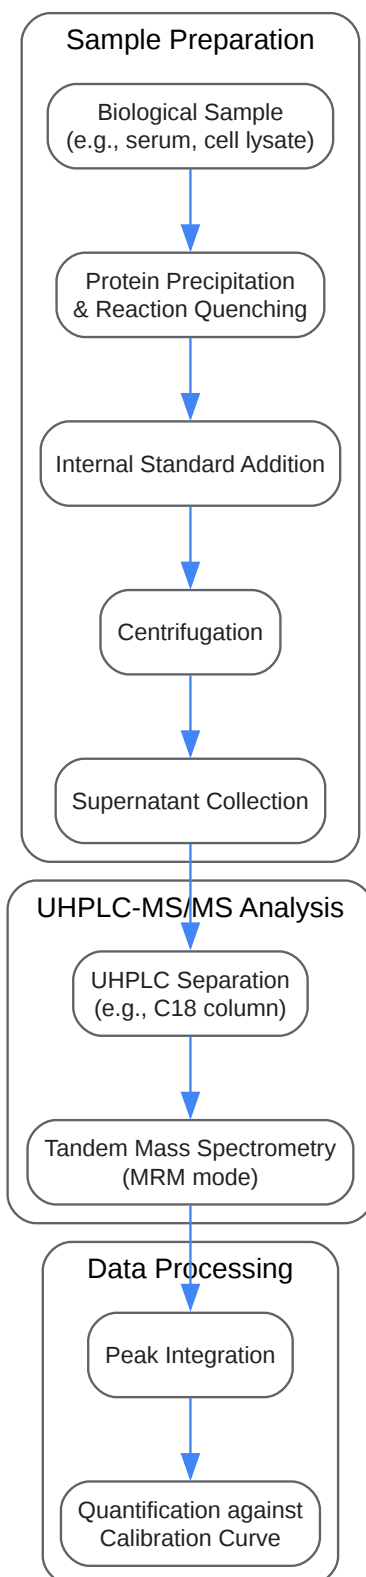 Sample Preparation
Biological Sample
(e.g., serum, cell lysate)
Protein Precipitation
& Reaction Quenching
Internal Standard Addition
Centrifugation
Supernatant Collection
UHPLC-MS/MS Analysis
UHPLC Separation
(e.g., C18 column)
Tandem Mass Spectrometry
(MRM mode)
Data Processing
Peak Integration
Quantification against
Calibration Curve